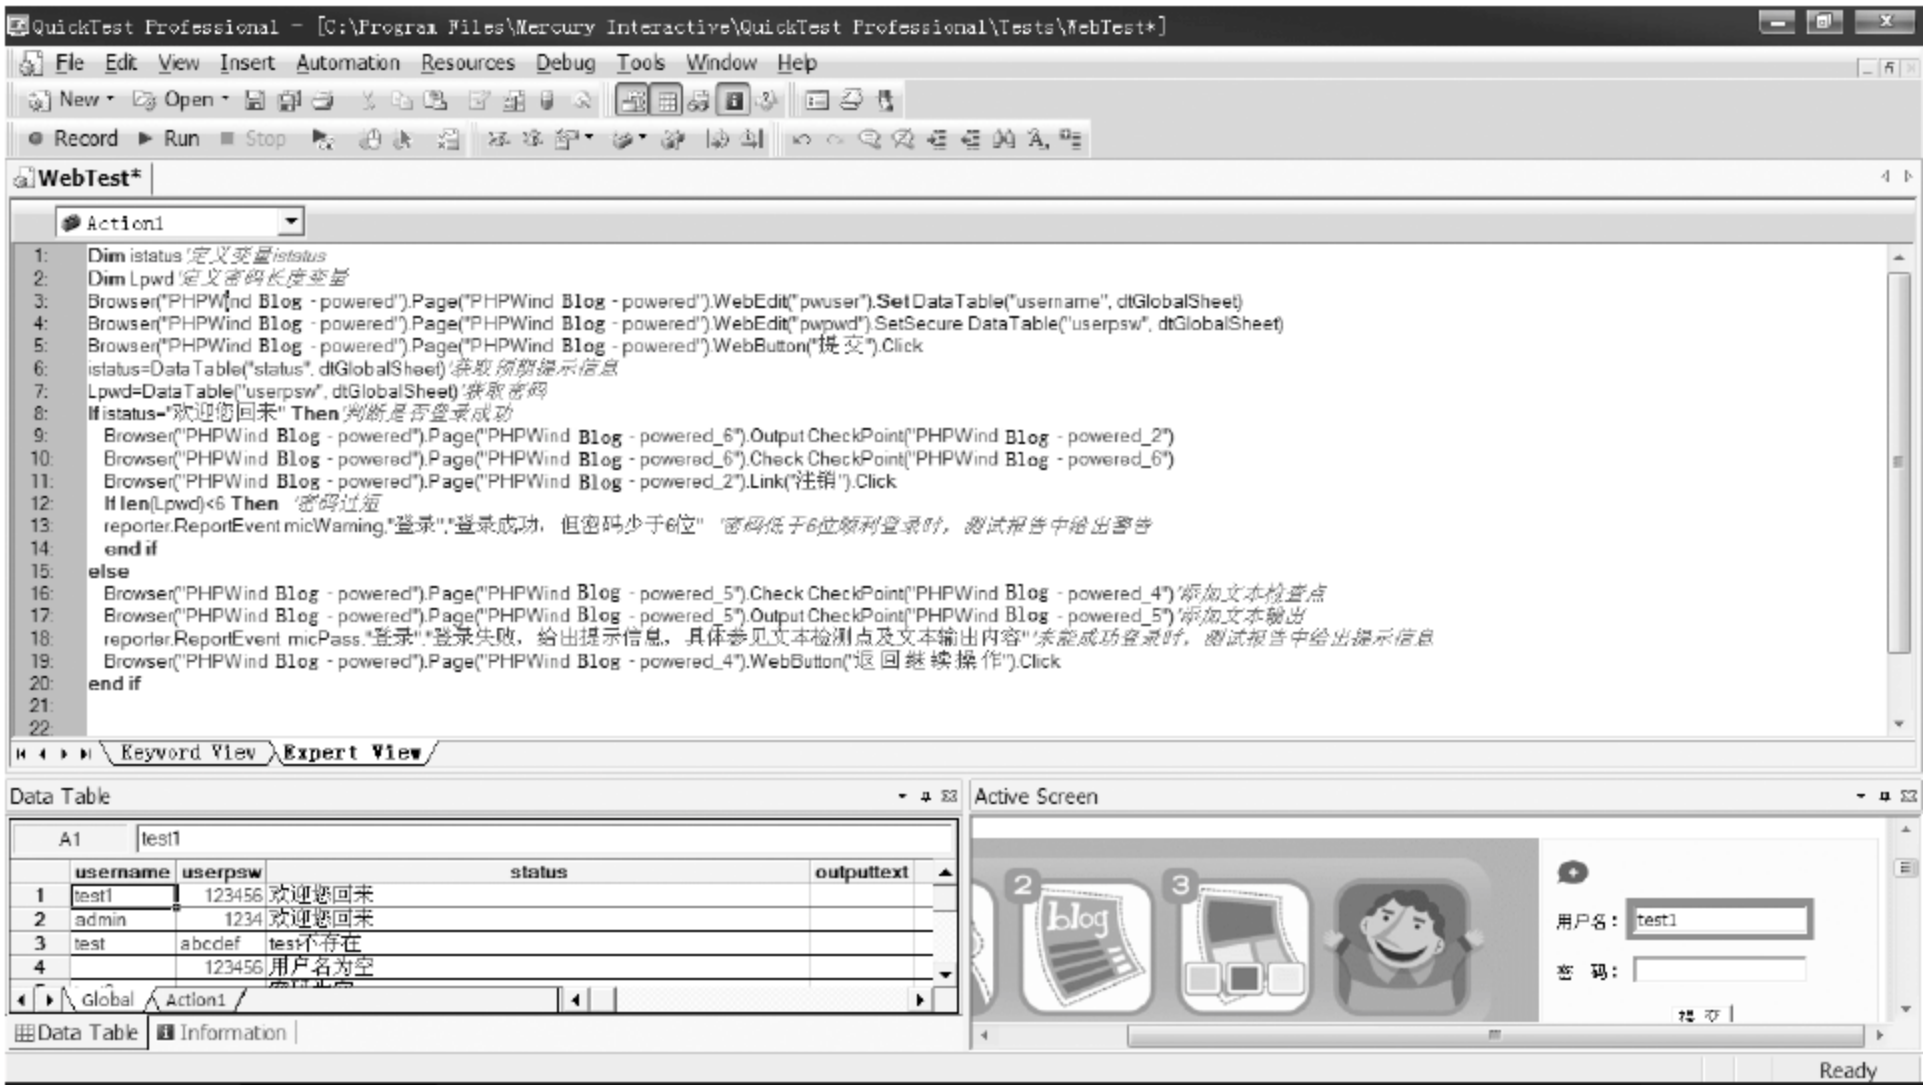 QuickTest Professional - [C:\Program Files\Mercury Interactive\QuickTest Professional\Tests\WebTest*]
File Edit View Insert Automation Resources Debug Tools Window Help
New Open
Record Run Stop
WebTest*
Action1
1: Dim istatus '定义变量istatus
2: Dim Lpwd '定义密码长度变量
3: Browser("PHPWind Blog - powered").Page("PHPWind Blog - powered").WebEdit("pwuser").Set DataTable("username", dtGlobalSheet)
4: Browser("PHPWind Blog - powered").Page("PHPWind Blog - powered").WebEdit("pwpwd").SetSecure DataTable("userpsw", dtGlobalSheet)
5: Browser("PHPWind Blog - powered").Page("PHPWind Blog - powered").WebButton("提 交").Click
6: istatus=DataTable("status", dtGlobalSheet) '获取预期提示信息
7: Lpwd=DataTable("userpsw", dtGlobalSheet) '获取密码
8: If istatus="欢迎您回来" Then '判断是否登录成功
9: Browser("PHPWind Blog - powered").Page("PHPWind Blog - powered_6").Output CheckPoint("PHPWind Blog - powered_2")
10: Browser("PHPWind Blog - powered").Page("PHPWind Blog - powered_6").Check CheckPoint("PHPWind Blog - powered_6")
11: Browser("PHPWind Blog - powered").Page("PHPWind Blog - powered_2").Link("注销").Click
12: If len(Lpwd)<6 Then '密码过短
13: reporter.ReportEvent micWarning,"登录","登录成功，但密码少于6位" '密码低于6位顺利登录时，测试报告中给出警告
14: end if
15: else
16: Browser("PHPWind Blog - powered").Page("PHPWind Blog - powered_5").Check CheckPoint("PHPWind Blog - powered_4") '添加文本检查点
17: Browser("PHPWind Blog - powered").Page("PHPWind Blog - powered_5").Output CheckPoint("PHPWind Blog - powered_5") '添加文本输出
18: reporter.ReportEvent micPass,"登录","登录失败，给出提示信息，具体参见文本检测点及文本输出内容" '未能成功登录时，测试报告中给出提示信息
19: Browser("PHPWind Blog - powered").Page("PHPWind Blog - powered_4").WebButton("返 回 继 续 操 作").Click
20: end if
21:
22:
Keyword View Expert View
Data Table
A1 test1
username userpsw status outputtext
1 test1 123456 欢迎您回来
2 admin 1234 欢迎您回来
3 test abcdef test不存在
4 123456 用户名为空
Global Action1
Data Table Information
Active Screen
2 blog
3
用户名： test1
密 码：
提 交
Ready